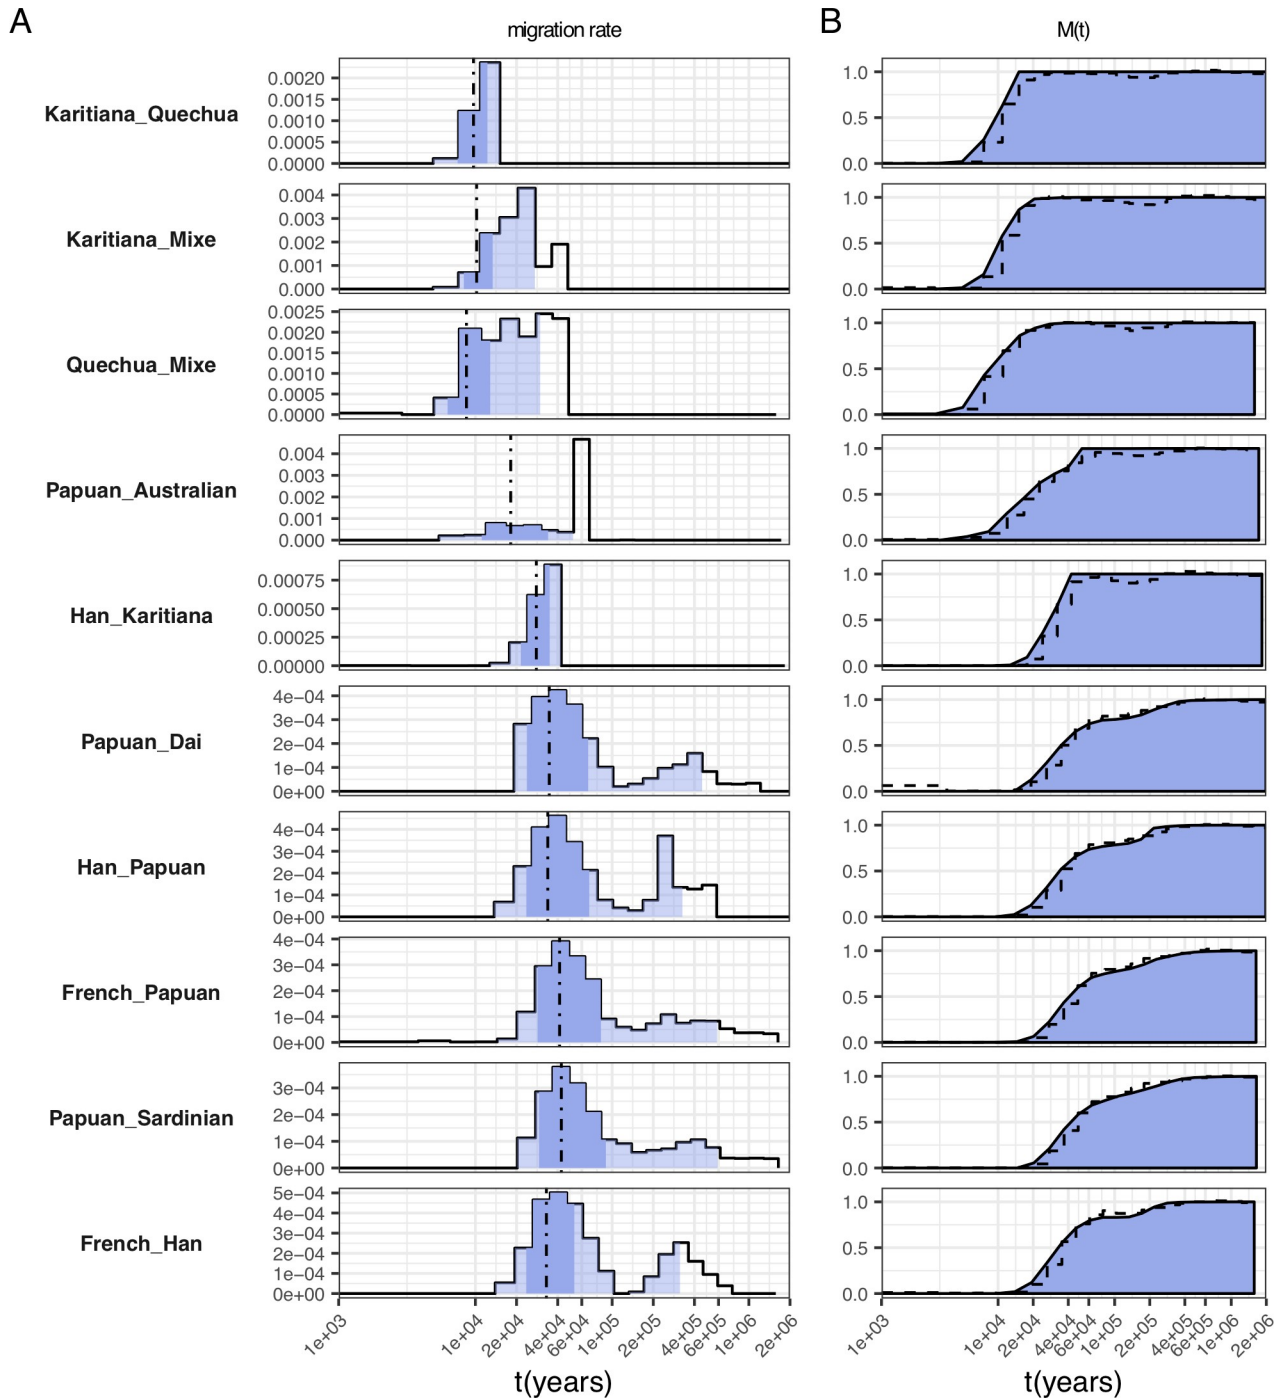 A
migration rate
B
M(t)
Karitiana_Quechua
0.0020
0.0015
0.0010
0.0005
0.0000
1.0
0.5
0.0
Karitiana_Mixe
0.004
0.003
0.002
0.001
0.000
1.0
0.5
0.0
Quechua_Mixe
0.0025
0.0020
0.0015
0.0010
0.0005
0.0000
1.0
0.5
0.0
Papuan_Australian
0.004
0.003
0.002
0.001
0.000
1.0
0.5
0.0
Han_Karitiana
0.00075
0.00050
0.00025
0.00000
1.0
0.5
0.0
Papuan_Dai
4e−04
3e−04
2e−04
1e−04
0e+00
1.0
0.5
0.0
Han_Papuan
4e−04
3e−04
2e−04
1e−04
0e+00
1.0
0.5
0.0
French_Papuan
4e−04
3e−04
2e−04
1e−04
0e+00
1.0
0.5
0.0
Papuan_Sardinian
3e−04
2e−04
1e−04
0e+00
1.0
0.5
0.0
French_Han
5e−04
4e−04
3e−04
2e−04
1e−04
0e+00
1.0
0.5
0.0
1e+03 1e+04 2e+04 4e+04 6e+04 1e+05 2e+05 4e+05 6e+05 1e+06 2e+06
1e+03 1e+04 2e+04 4e+04 6e+04 1e+05 2e+05 4e+05 6e+05 1e+06 2e+06
t(years)
t(years)